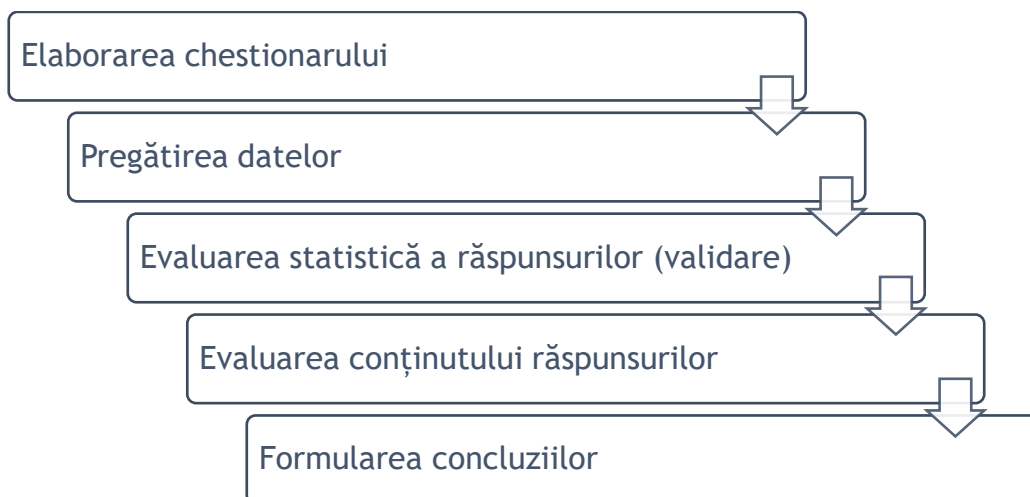 Elaborarea chestionarului
Pregătirea datelor
Evaluarea statistică a răspunsurilor (validare)
Evaluarea conținutului răspunsurilor
Formularea concluziilor